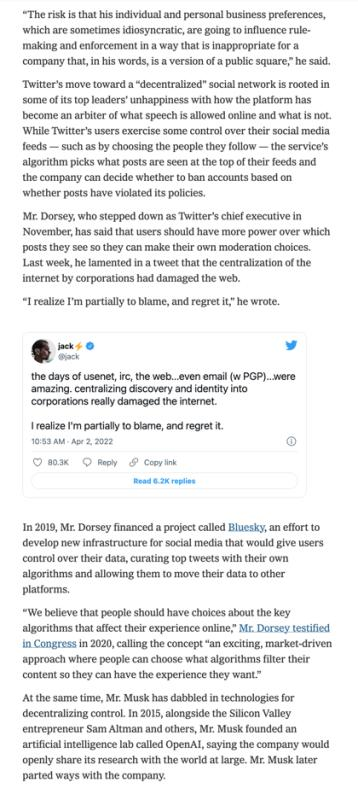 “The risk is that his individual and personal business preferences,
which are sometimes idiosyncratic, are going to influence rule-
making and enforcement in a way that is inappropriate for a
company that, in his words, is a version of a public square,” he said.
Twitter’s move toward a “decentralized” social network is rooted in
some of its top leaders’ unhappiness with how the platform has
become an arbiter of what speech is allowed online and what is not.
While Twitter’s users exercise some control over their social media
feeds — such as by choosing the people they follow — the service’s
algorithm picks what posts are seen at the top of their feeds and
the company can decide whether to ban accounts based on
whether posts have violated its policies.
Mr. Dorsey, who stepped down as Twitter’s chief executive in
November, has said that users should have more power over which
posts they see so they can make their own moderation choices.
Last week, he lamented in a tweet that the centralization of the
internet by corporations had damaged the web.
“I realize I’m partially to blame, and regret it,” he wrote.
jack⚡
@jack
the days of usenet, irc, the web...even email (w PGP)...were
amazing. centralizing discovery and identity into
corporations really damaged the internet.
I realize I’m partially to blame, and regret it.
10:53 AM · Apr 2, 2022
80.3K Reply Copy link
Read 6.2K replies
In 2019, Mr. Dorsey financed a project called Bluesky, an effort to
develop new infrastructure for social media that would give users
control over their data, curating top tweets with their own
algorithms and allowing them to move their data to other
platforms.
“We believe that people should have choices about the key
algorithms that affect their experience online,” Mr. Dorsey testified
in Congress in 2020, calling the concept “an exciting, market-driven
approach where people can choose what algorithms filter their
content so they can have the experience they want.”
At the same time, Mr. Musk has dabbled in technologies for
decentralizing control. In 2015, alongside the Silicon Valley
entrepreneur Sam Altman and others, Mr. Musk founded an
artificial intelligence lab called OpenAI, saying the company would
openly share its research with the world at large. Mr. Musk later
parted ways with the company.